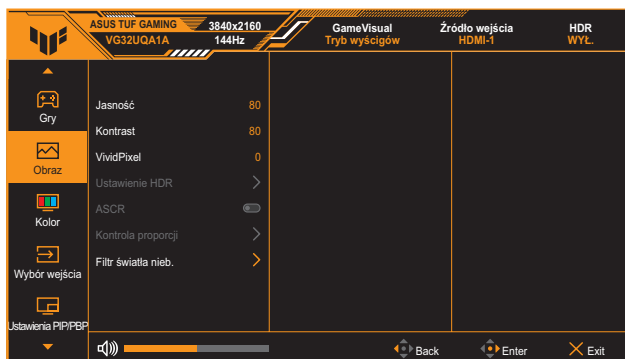 ASUS TUF GAMING
VG32UQA1A
3840x2160
144Hz
GameVisual
Tryb wyścigów
Źródło wejścia
HDMI-1
HDR
WYŁ.
Gry
Obraz
Kolor
Wybór wejścia
Ustawienia PIP/PBP
Jasność 80
Kontrast 80
VividPixel 0
Ustawienie HDR
ASCR
Kontrola proporcji
Filtr światła nieb.
Back
Enter
Exit